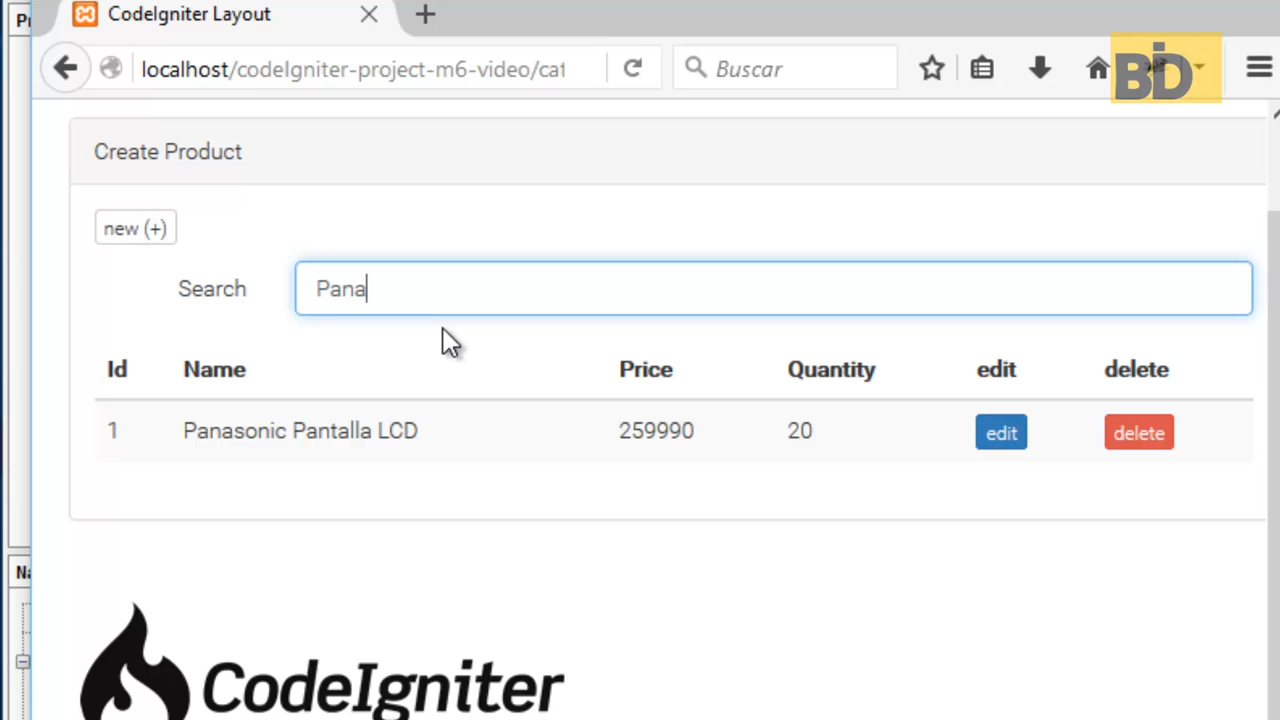 CodeIgniter Layout
localhost/codeIgniter-project-m6-video/cat
Buscar
BD
Create Product
new (+)
Search
Pana
Id Name Price Quantity edit delete
1 Panasonic Pantalla LCD 259990 20 edit delete
CodeIgniter